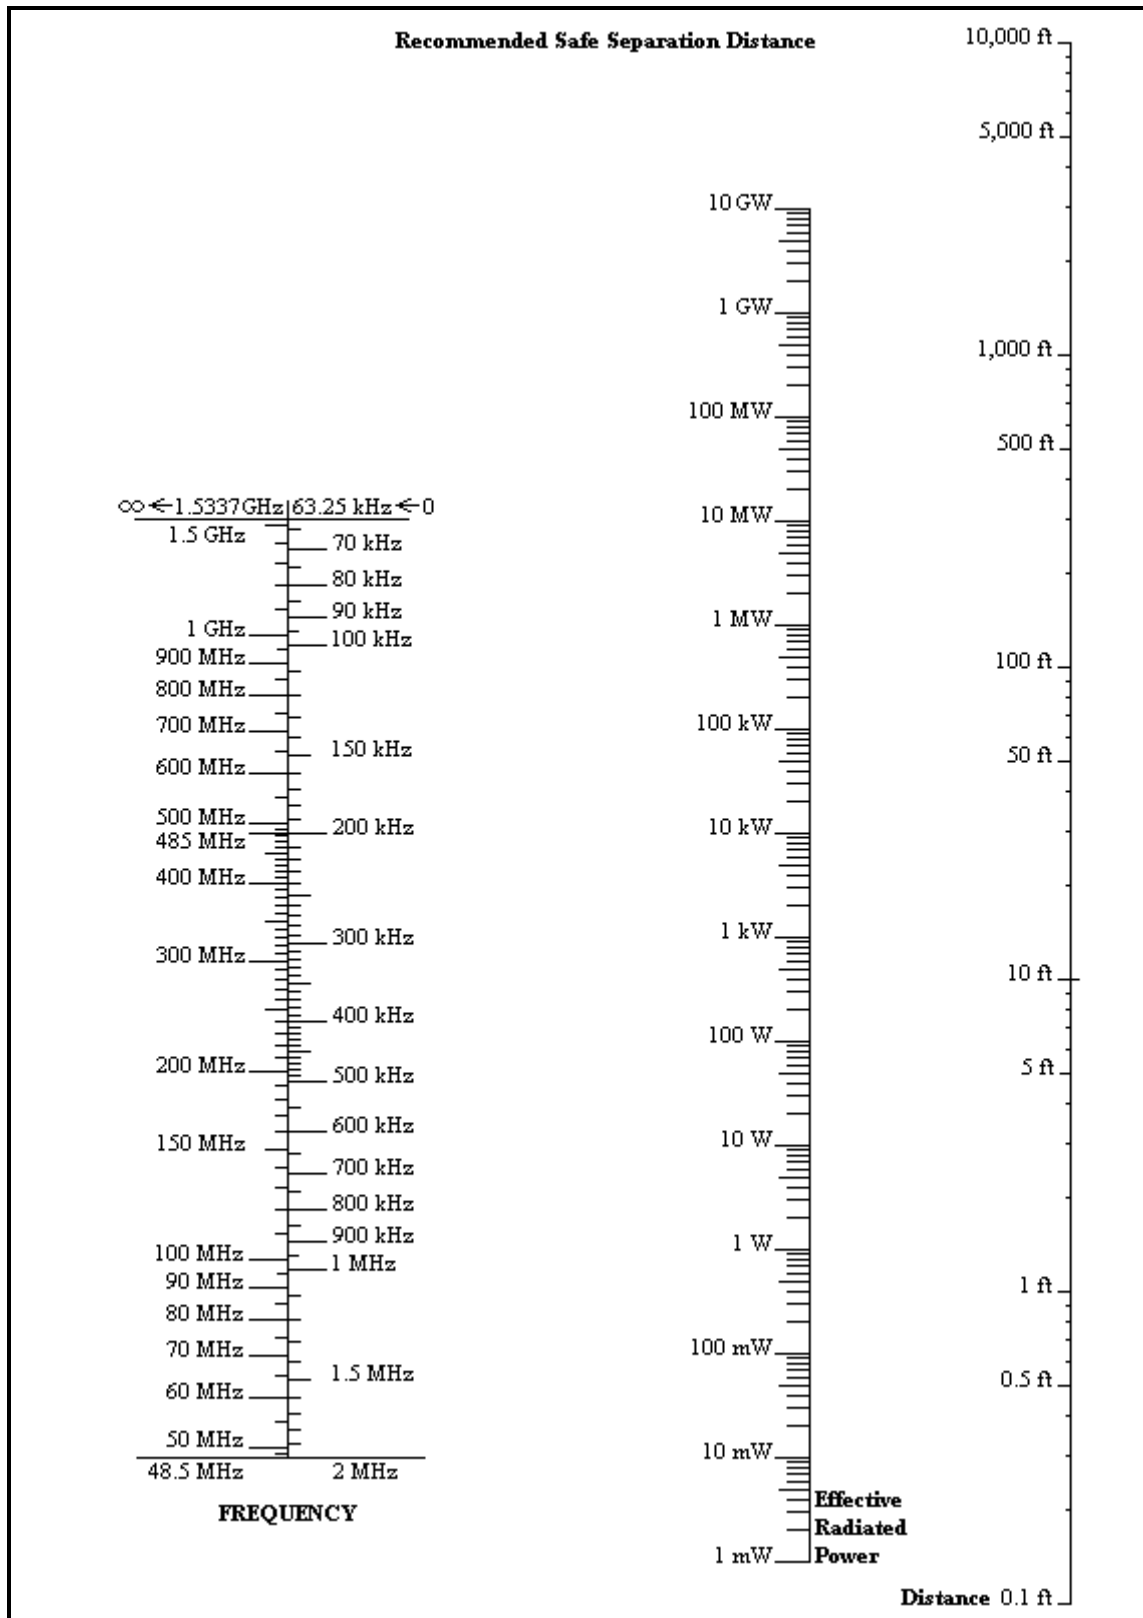 Recommended Safe Separation Distance
10,000 ft
5,000 ft
1,000 ft
500 ft
100 ft
50 ft
10 ft
5 ft
1 ft
0.5 ft
Distance 0.1 ft
10 GW
1 GW
100 MW
10 MW
1 MW
100 kW
10 kW
1 kW
100 W
10 W
1 W
100 mW
10 mW
1 mW
Effective
Radiated
Power
∞←1.5337GHz
1.5 GHz
1 GHz
900 MHz
800 MHz
700 MHz
600 MHz
500 MHz
485 MHz
400 MHz
300 MHz
200 MHz
150 MHz
100 MHz
90 MHz
80 MHz
70 MHz
60 MHz
50 MHz
48.5 MHz
63.25 kHz←0
70 kHz
80 kHz
90 kHz
100 kHz
150 kHz
200 kHz
300 kHz
400 kHz
500 kHz
600 kHz
700 kHz
800 kHz
900 kHz
1 MHz
1.5 MHz
2 MHz
FREQUENCY